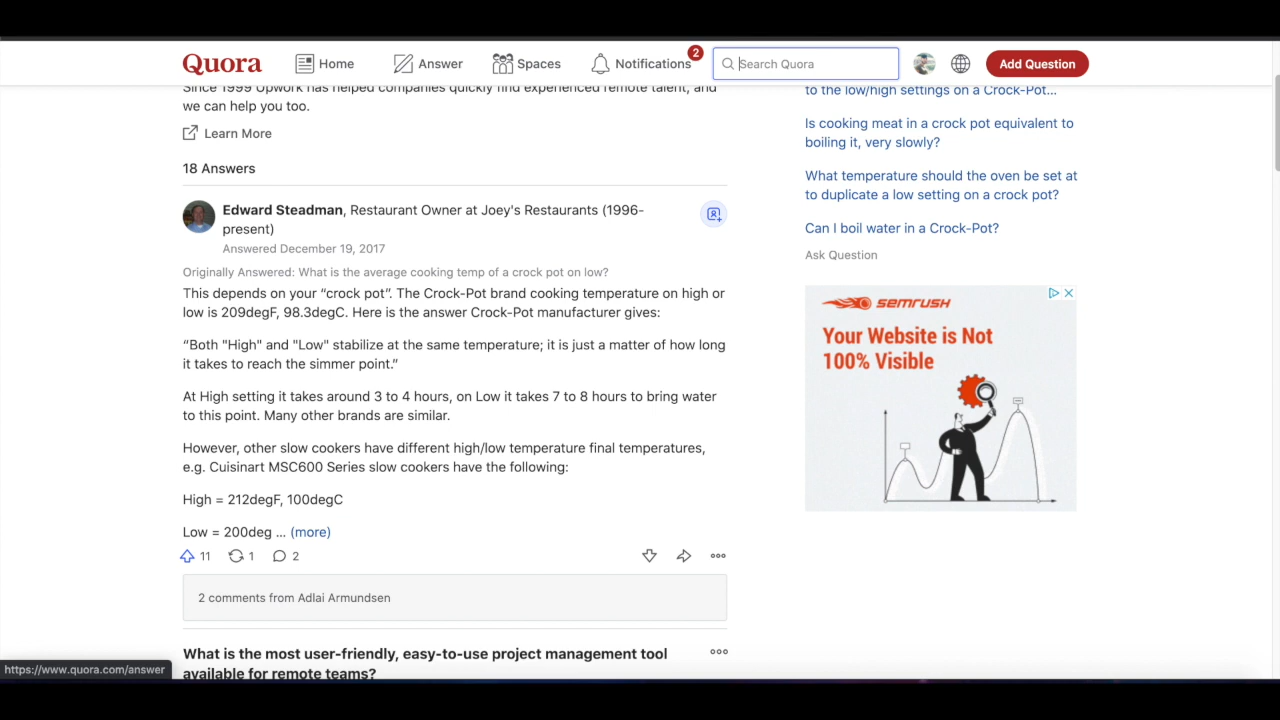 Quora
Home
Answer
Spaces
Notifications
2
Search Quora
Add Question
Since 1999 Upwork has helped companies quickly find experienced remote talent, and
we can help you too.
Learn More
18 Answers
Edward Steadman, Restaurant Owner at Joey's Restaurants (1996-
present)
Answered December 19, 2017
Originally Answered: What is the average cooking temp of a crock pot on low?
This depends on your “crock pot”. The Crock-Pot brand cooking temperature on high or
low is 209degF, 98.3degC. Here is the answer Crock-Pot manufacturer gives:
“Both "High" and "Low" stabilize at the same temperature; it is just a matter of how long
it takes to reach the simmer point.”
At High setting it takes around 3 to 4 hours, on Low it takes 7 to 8 hours to bring water
to this point. Many other brands are similar.
However, other slow cookers have different high/low temperature final temperatures,
e.g. Cuisinart MSC600 Series slow cookers have the following:
High = 212degF, 100degC
Low = 200deg ... (more)
11
1
2
2 comments from Adlai Armundsen
What is the most user-friendly, easy-to-use project management tool
available for remote teams?
to the low/high settings on a Crock-Pot...
Is cooking meat in a crock pot equivalent to
boiling it, very slowly?
What temperature should the oven be set at
to duplicate a low setting on a crock pot?
Can I boil water in a Crock-Pot?
Ask Question
semrush
Your Website is Not
100% Visible
https://www.quora.com/answer